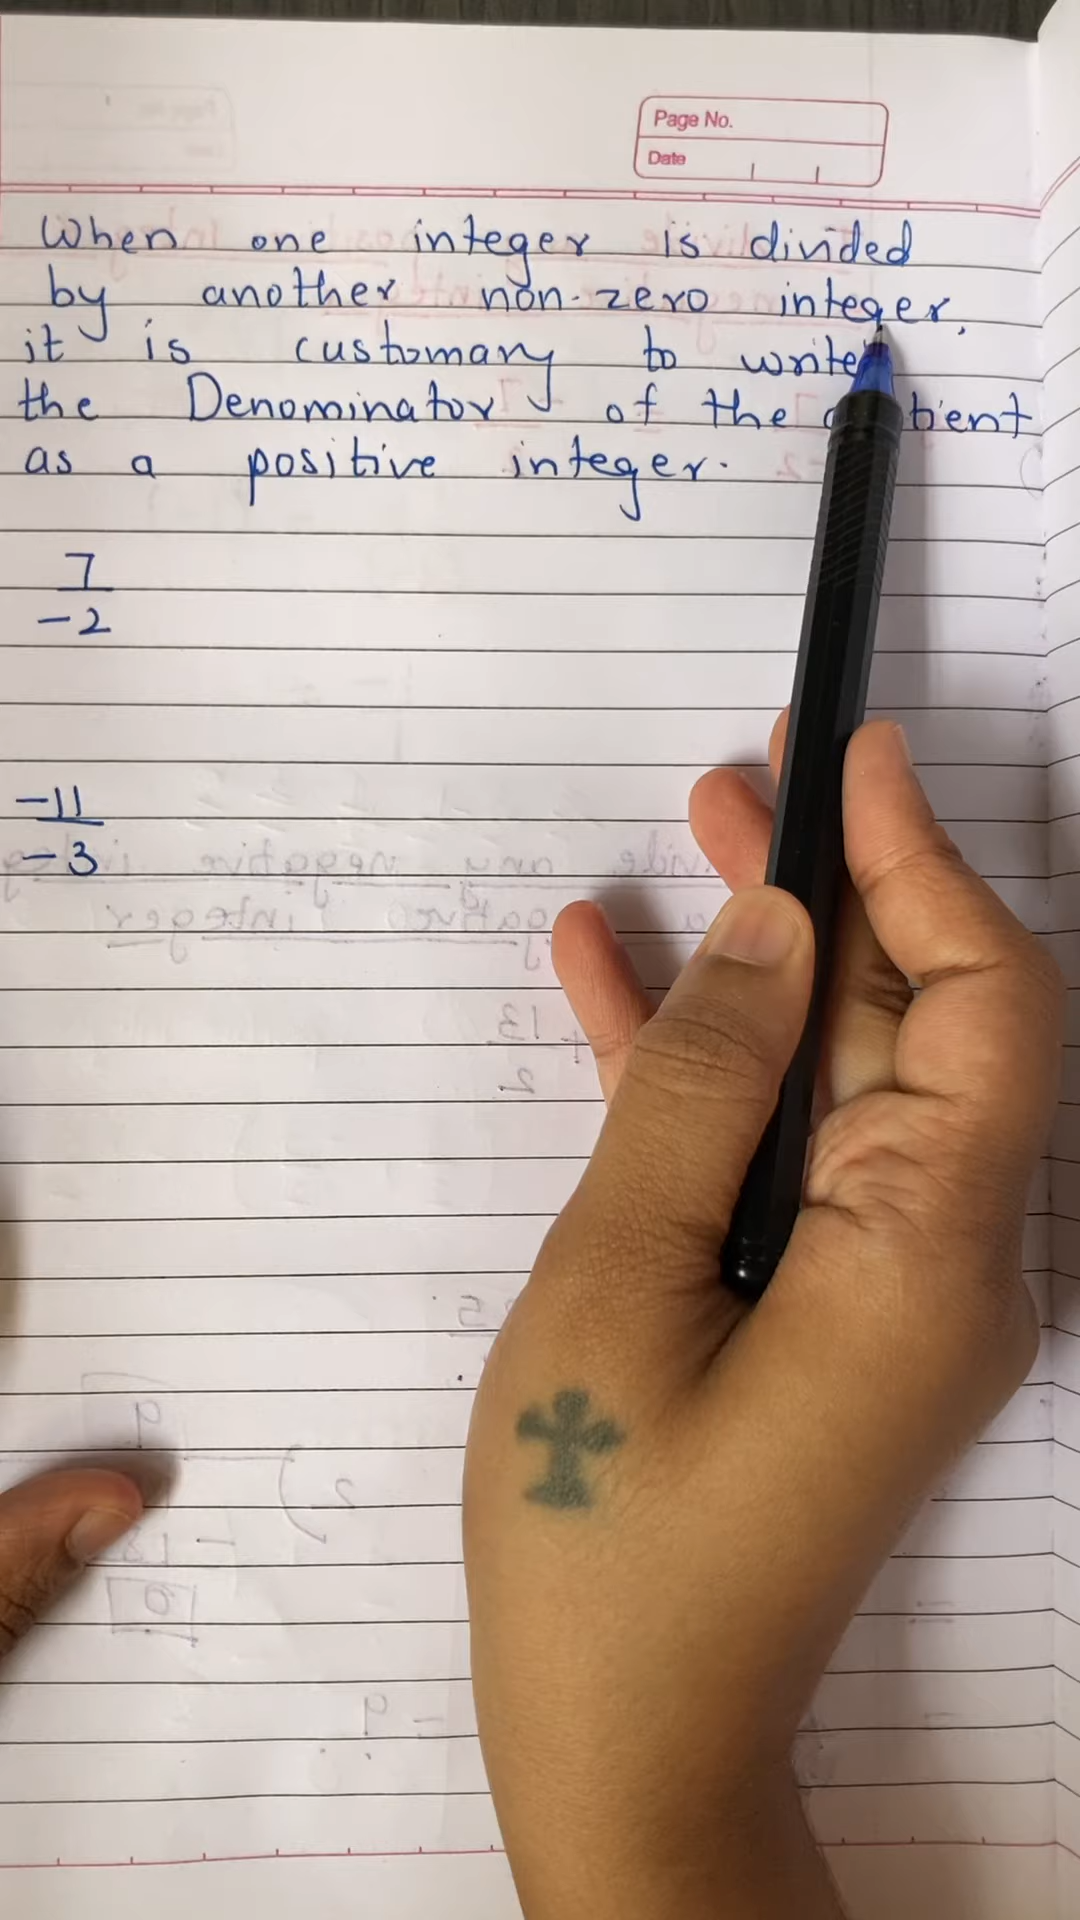 Page No.
Date
When one integer is divided
by another non-zero integer,
it is customary to write
the Denominator of the
as a positive integer.
7
-2
-11
-3